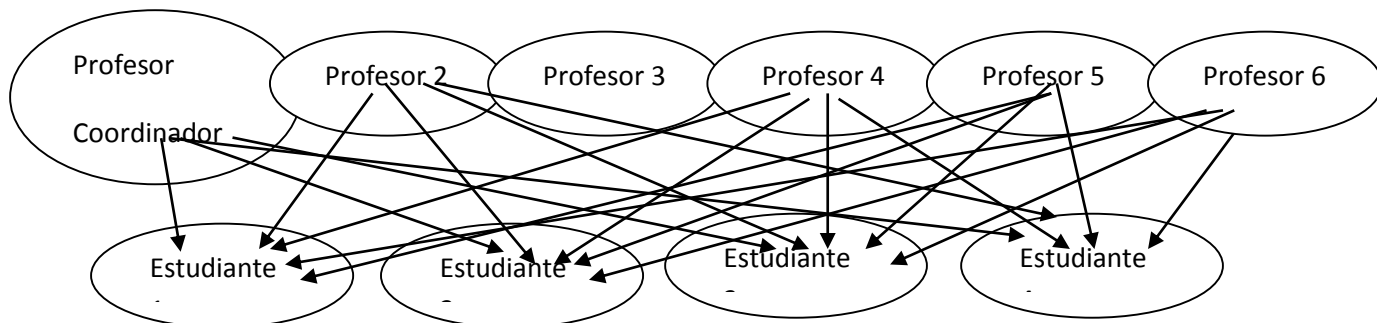 Profesor
Coordinador
Profesor 2
Profesor 3
Profesor 4
Profesor 5
Profesor 6
Estudiante
Estudiante
Estudiante
Estudiante